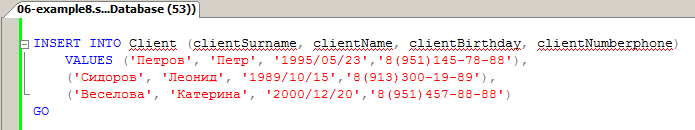 06-example8.s...Database (53))
INSERT INTO Client (clientSurname, clientName, clientBirthday, clientNumberphone)
VALUES ('Петров', 'Петр', '1995/05/23','8(951)145-78-88'),
('Сидоров', 'Леонид', '1989/10/15','8(913)300-19-89'),
('Веселова', 'Катерина', '2000/12/20','8(951)457-88-88')
GO